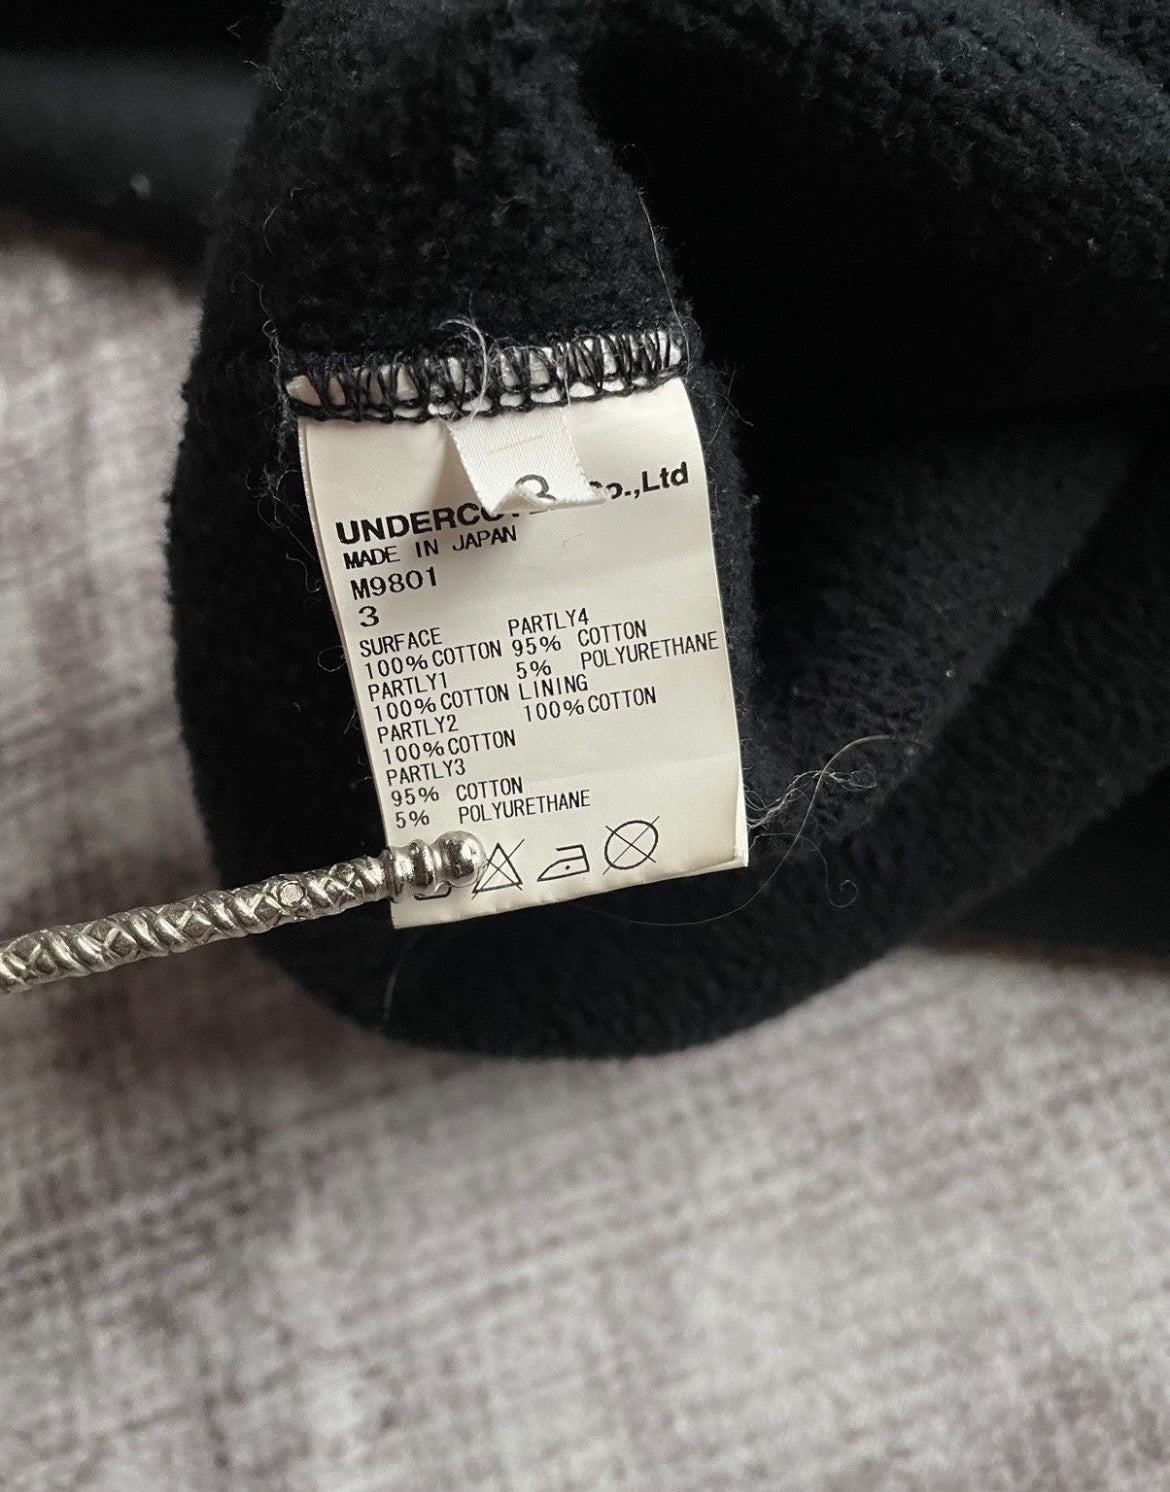 3
UNDERCO Co.,Ltd
MADE IN JAPAN
M9801
3
SURFACE
100% COTTON
PARTLY1
100% COTTON
PARTLY2
100% COTTON
PARTLY3
95% COTTON
5% POLYURETHANE
PARTLY4
95% COTTON
5% POLYURETHANE
LINING
100% COTTON